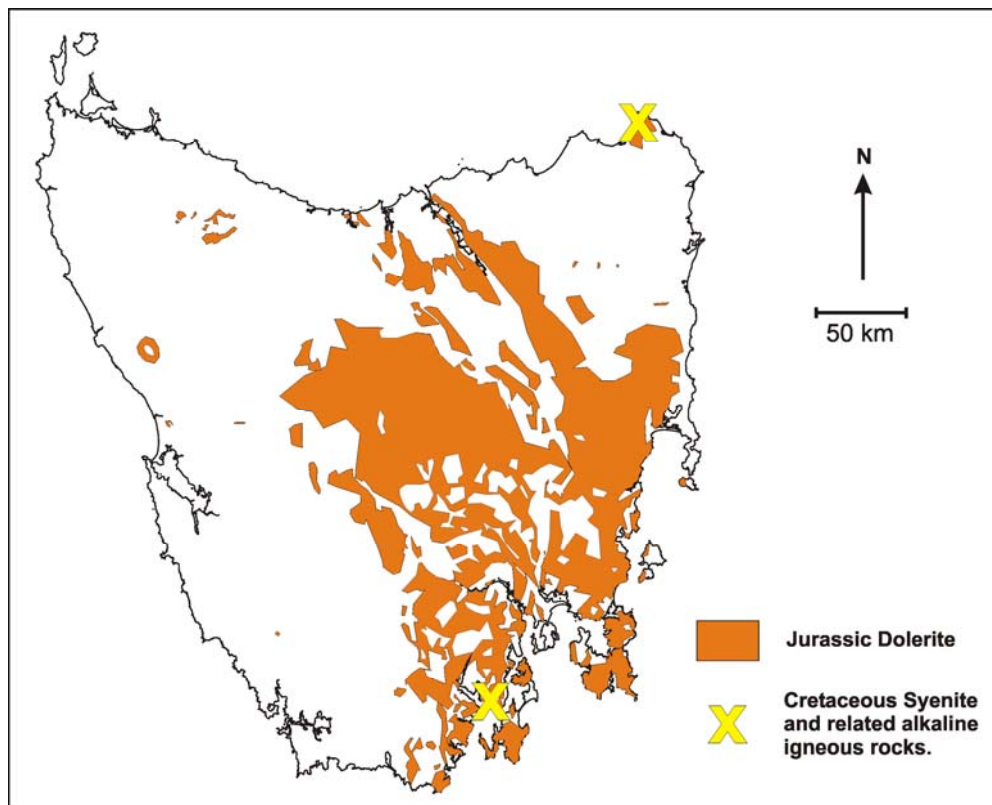 N
50 km
Jurassic Dolerite
Cretaceous Syenite
and related alkaline
igneous rocks.